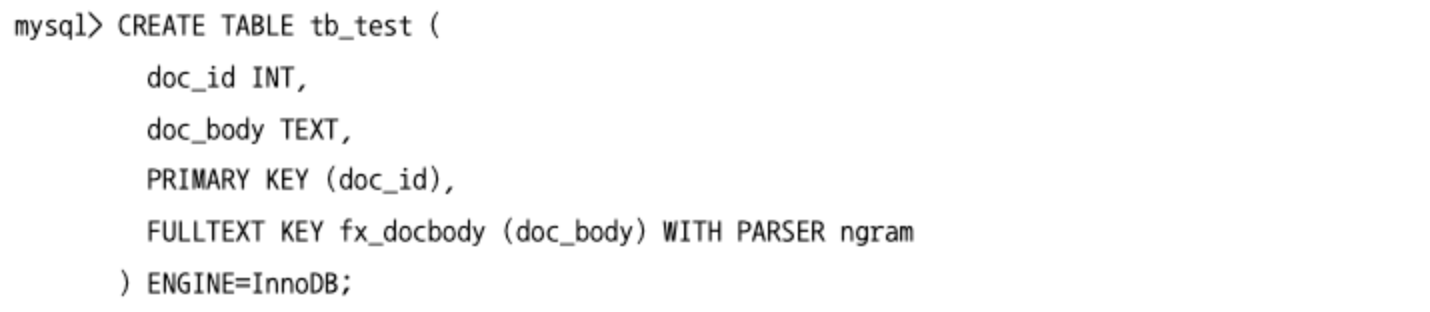 mysql> CREATE TABLE tb_test (
doc_id INT,
doc_body TEXT,
PRIMARY KEY (doc_id),
FULLTEXT KEY fx_docbody (doc_body) WITH PARSER ngram
) ENGINE=InnoDB;